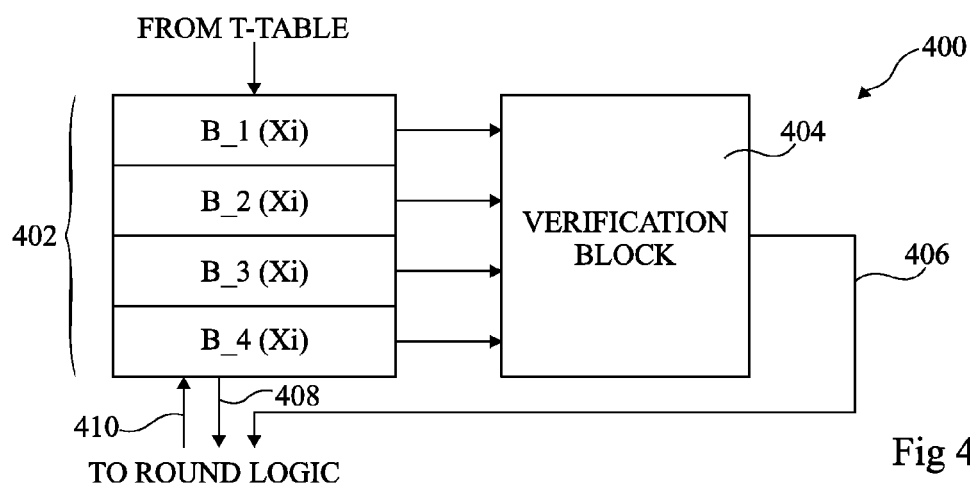 FROM T-TABLE
400
B_1 (Xi)
404
B_2 (Xi)
402
VERIFICATION
BLOCK
B_3 (Xi)
406
B_4 (Xi)
408
410
TO ROUND LOGIC
Fig 4